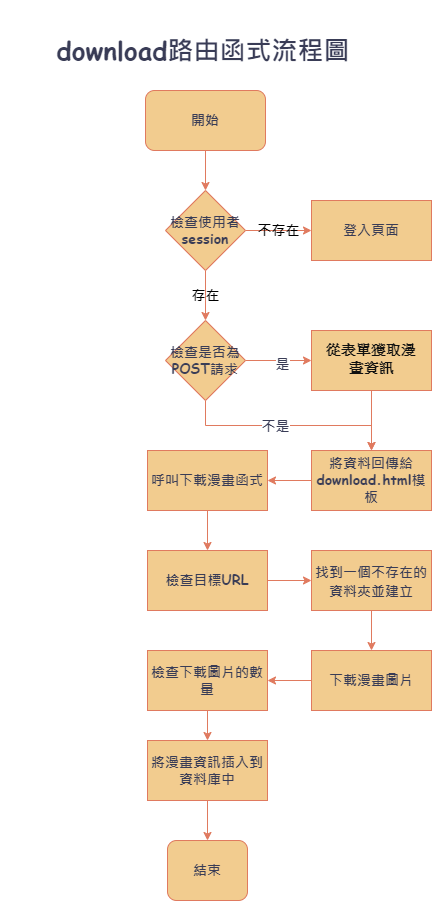 download路由函式流程圖
開始
檢查使用者
session
不存在
登入頁面
存在
檢查是否為
POST請求
是
從表單獲取漫
畫資訊
不是
將資料回傳給
download.html模
板
呼叫下載漫畫函式
檢查目標URL
找到一個不存在的
資料夾並建立
檢查下載圖片的數
量
下載漫畫圖片
將漫畫資訊插入到
資料庫中
結束